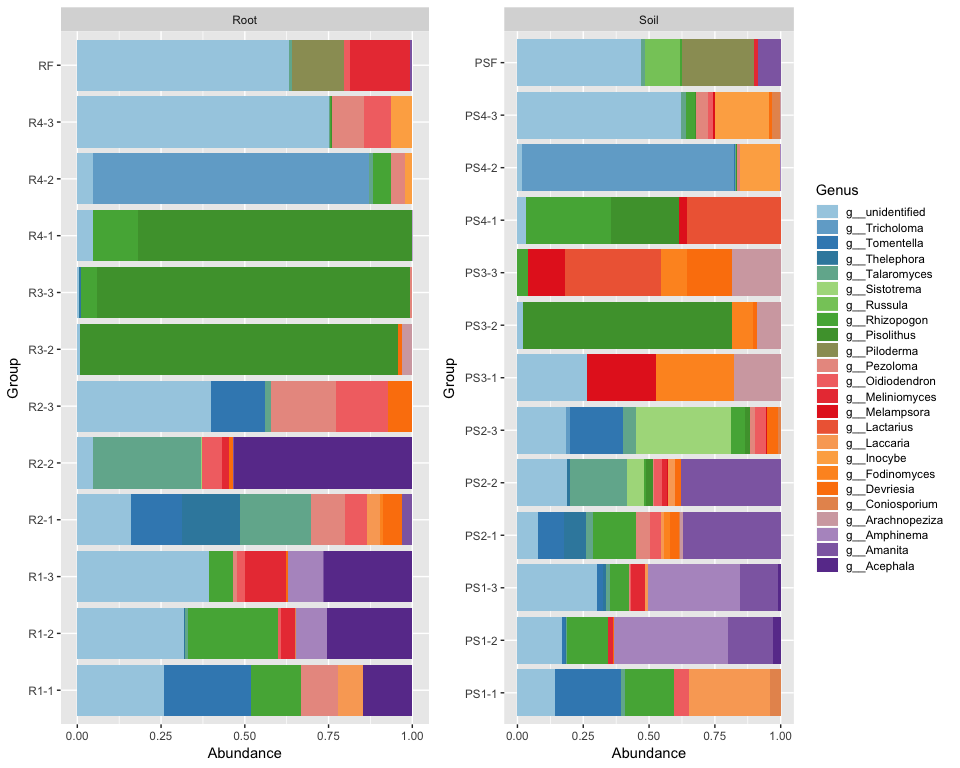 Root
Soil
RF
R4-3
R4-2
R4-1
R3-3
R3-2
R2-3
R2-2
R2-1
R1-3
R1-2
R1-1
Group
0.00 0.25 0.50 0.75 1.00
Abundance
PSF
PS4-3
PS4-2
PS4-1
PS3-3
PS3-2
PS3-1
PS2-3
PS2-2
PS2-1
PS1-3
PS1-2
PS1-1
Group
0.00 0.25 0.50 0.75 1.00
Abundance
Genus
g__unidentified
g__Tricholoma
g__Tomentella
g__Thelephora
g__Talaromyces
g__Sistotrema
g__Russula
g__Rhizopogon
g__Pisolithus
g__Piloderma
g__Pezoloma
g__Oidiodendron
g__Meliniomyces
g__Melampsora
g__Lactarius
g__Laccaria
g__Inocybe
g__Fodinomyces
g__Devriesia
g__Coniosporium
g__Arachnopeziza
g__Amphinema
g__Amanita
g__Acephala